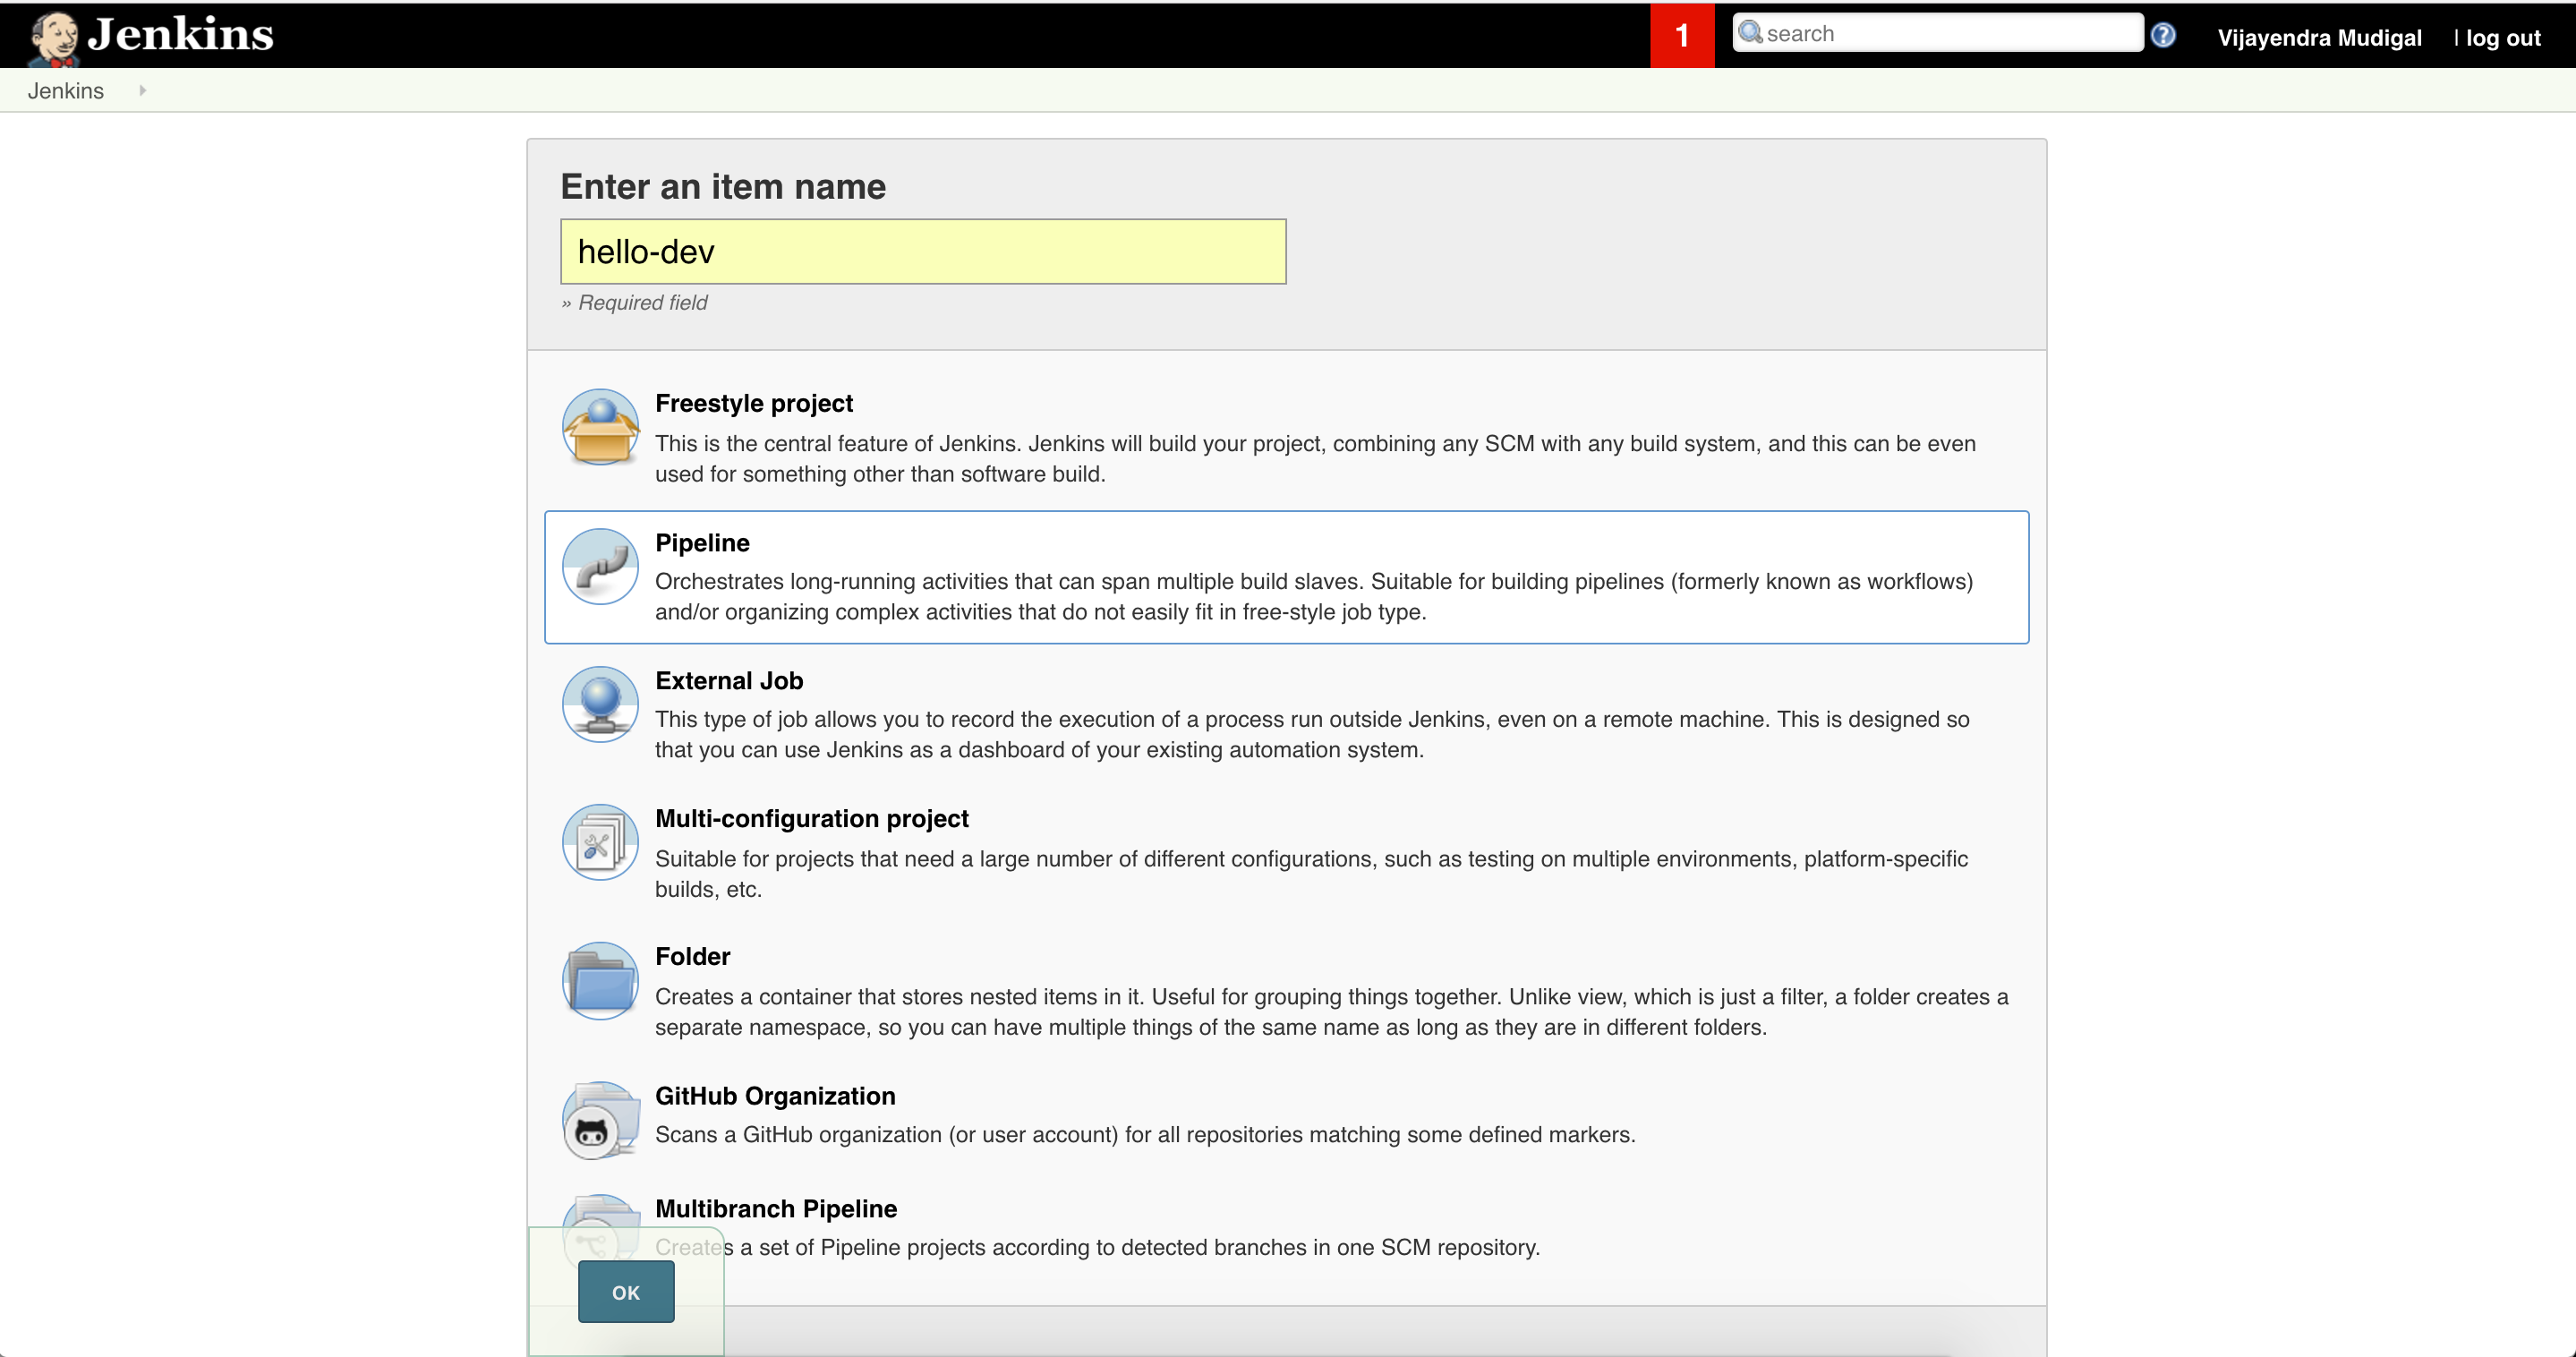 Jenkins
1
search
Vijayendra Mudigal
| log out
Jenkins
Enter an item name
hello-dev
» Required field
Freestyle project
This is the central feature of Jenkins. Jenkins will build your project, combining any SCM with any build system, and this can be even
used for something other than software build.
Pipeline
Orchestrates long-running activities that can span multiple build slaves. Suitable for building pipelines (formerly known as workflows)
and/or organizing complex activities that do not easily fit in free-style job type.
External Job
This type of job allows you to record the execution of a process run outside Jenkins, even on a remote machine. This is designed so
that you can use Jenkins as a dashboard of your existing automation system.
Multi-configuration project
Suitable for projects that need a large number of different configurations, such as testing on multiple environments, platform-specific
builds, etc.
Folder
Creates a container that stores nested items in it. Useful for grouping things together. Unlike view, which is just a filter, a folder creates a
separate namespace, so you can have multiple things of the same name as long as they are in different folders.
GitHub Organization
Scans a GitHub organization (or user account) for all repositories matching some defined markers.
Multibranch Pipeline
Creates a set of Pipeline projects according to detected branches in one SCM repository.
OK